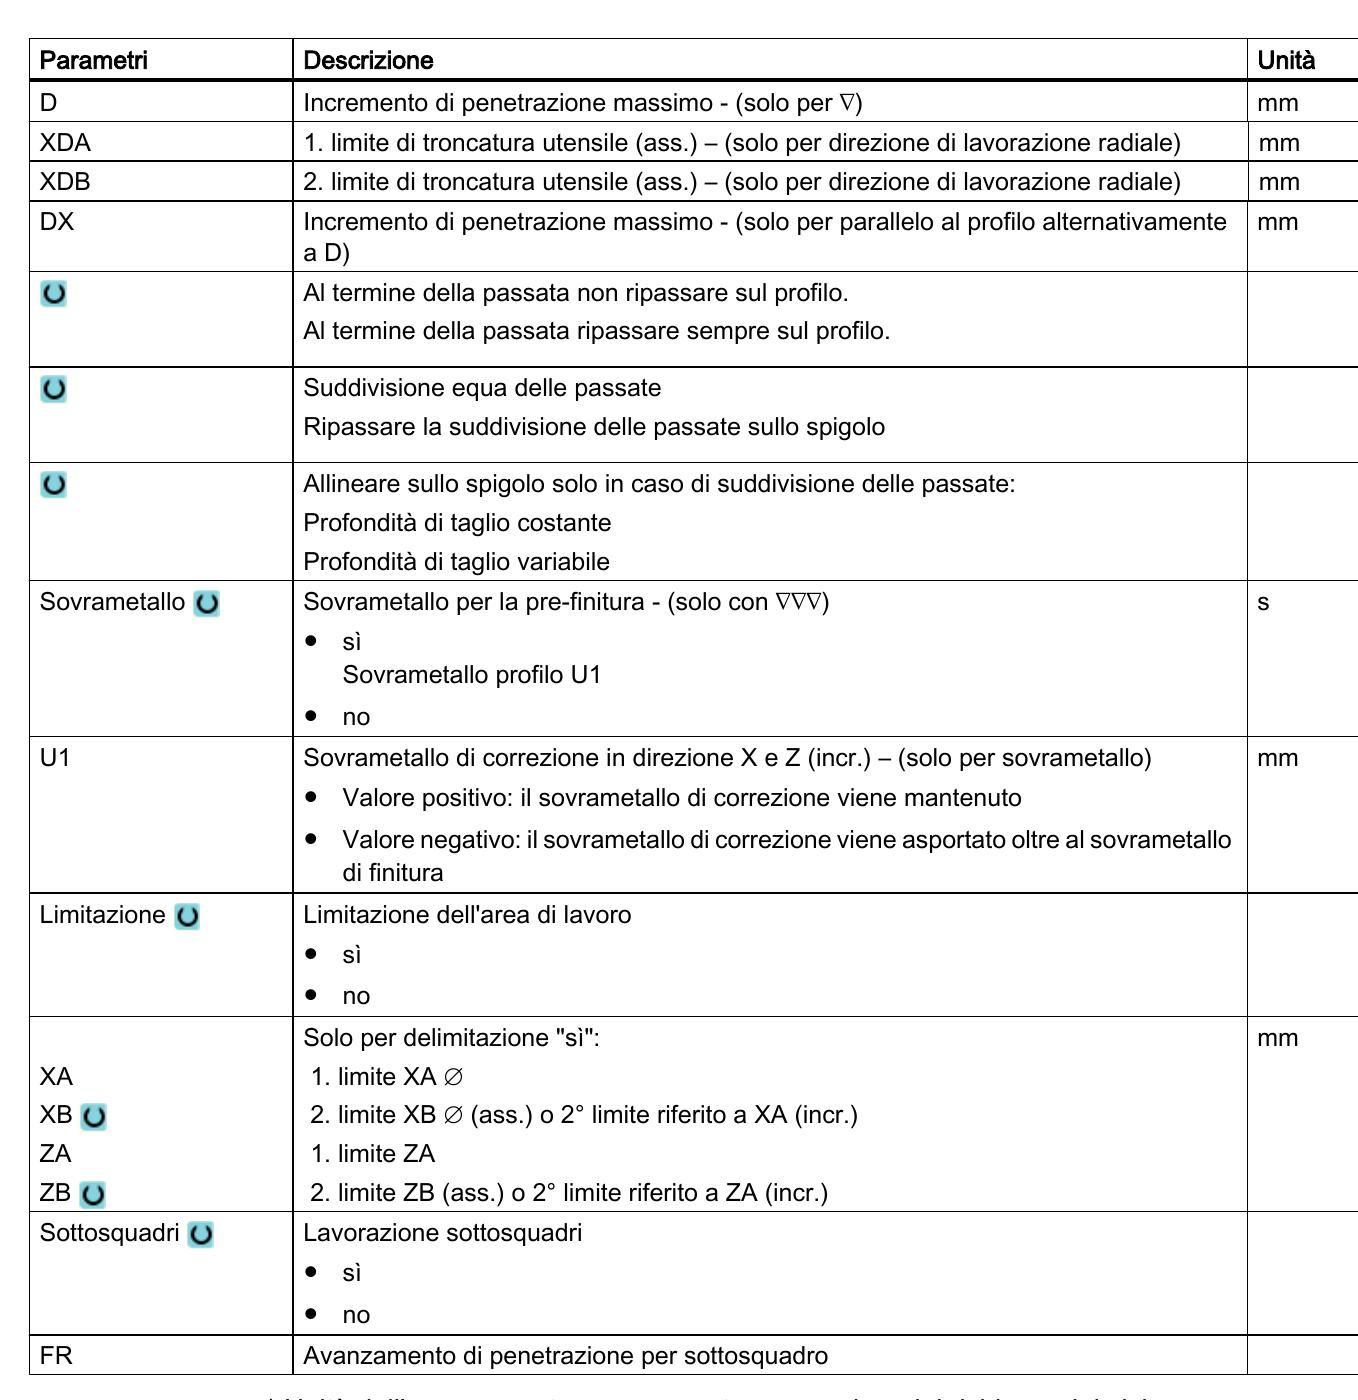 Parametri Descrizione Unità
D Incremento di penetrazione massimo - (solo per ∇) mm
XDA 1. limite di troncatura utensile (ass.) – (solo per direzione di lavorazione radiale) mm
XDB 2. limite di troncatura utensile (ass.) – (solo per direzione di lavorazione radiale) mm
DX Incremento di penetrazione massimo - (solo per parallelo al profilo alternativamente mm
a D)
Al termine della passata non ripassare sul profilo.
Al termine della passata ripassare sempre sul profilo.
Suddivisione equa delle passate
Ripassare la suddivisione delle passate sullo spigolo
Allineare sullo spigolo solo in caso di suddivisione delle passate:
Profondità di taglio costante
Profondità di taglio variabile
Sovrametallo Sovrametallo per la pre-finitura - (solo con ∇∇∇) s
• sì
Sovrametallo profilo U1
• no
U1 Sovrametallo di correzione in direzione X e Z (incr.) – (solo per sovrametallo) mm
• Valore positivo: il sovrametallo di correzione viene mantenuto
• Valore negativo: il sovrametallo di correzione viene asportato oltre al sovrametallo
di finitura
Limitazione Limitazione dell'area di lavoro
• sì
• no
Solo per delimitazione "sì": mm
XA 1. limite XA ∅
XB 2. limite XB ∅ (ass.) o 2° limite riferito a XA (incr.)
ZA 1. limite ZA
ZB 2. limite ZB (ass.) o 2° limite riferito a ZA (incr.)
Sottosquadri Lavorazione sottosquadri
• sì
• no
FR Avanzamento di penetrazione per sottosquadro